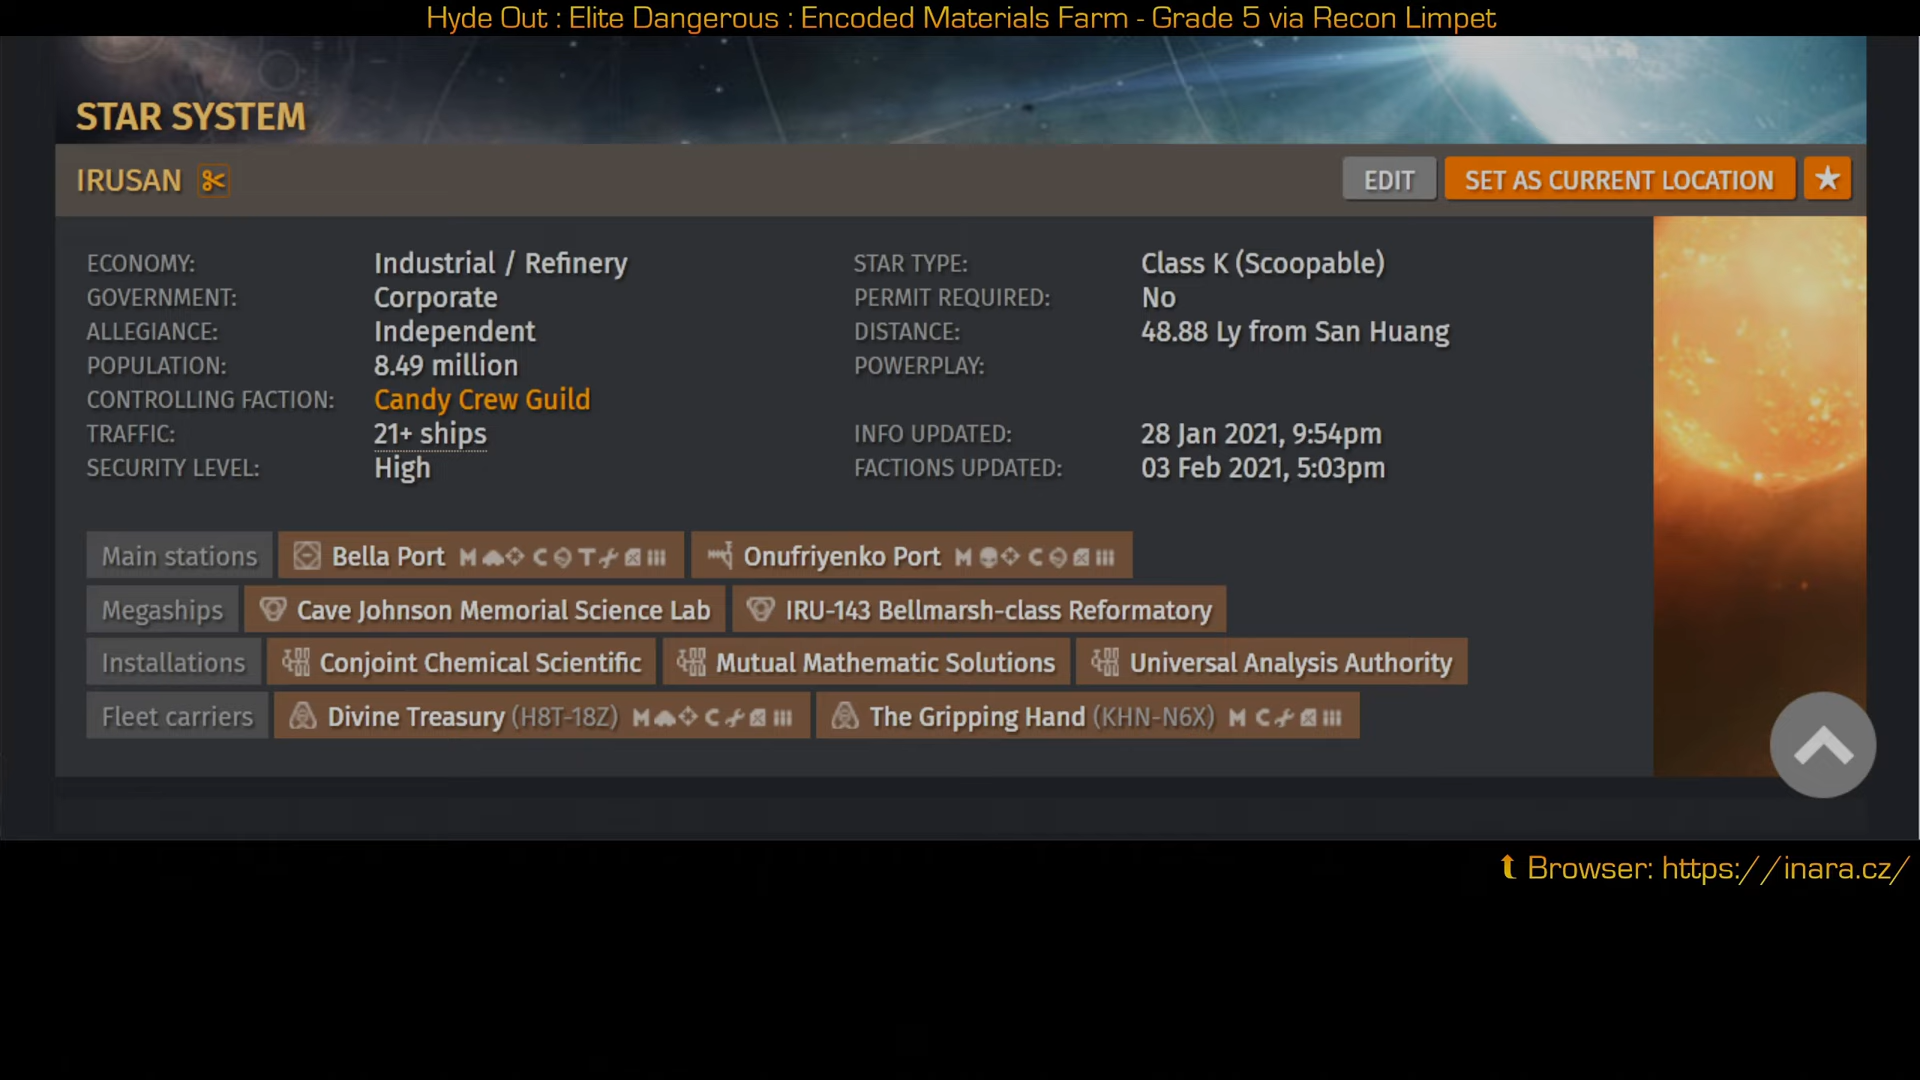 Hyde Out : Elite Dangerous : Encoded Materials Farm - Grade 5 via Recon Limpet
STAR SYSTEM
IRUSAN
EDIT
SET AS CURRENT LOCATION
ECONOMY: Industrial / Refinery
GOVERNMENT: Corporate
ALLEGIANCE: Independent
POPULATION: 8.49 million
CONTROLLING FACTION: Candy Crew Guild
TRAFFIC: 21+ ships
SECURITY LEVEL: High
STAR TYPE: Class K (Scoopable)
PERMIT REQUIRED: No
DISTANCE: 48.88 Ly from San Huang
POWERPLAY:
INFO UPDATED: 28 Jan 2021, 9:54pm
FACTIONS UPDATED: 03 Feb 2021, 5:03pm
Main stations Bella Port M C T Onufriyenko Port M C
Megaships Cave Johnson Memorial Science Lab IRU-143 Bellmarsh-class Reformatory
Installations Conjoint Chemical Scientific Mutual Mathematic Solutions Universal Analysis Authority
Fleet carriers Divine Treasury (H8T-18Z) M C The Gripping Hand (KHN-N6X) M C
Browser: https://inara.cz/